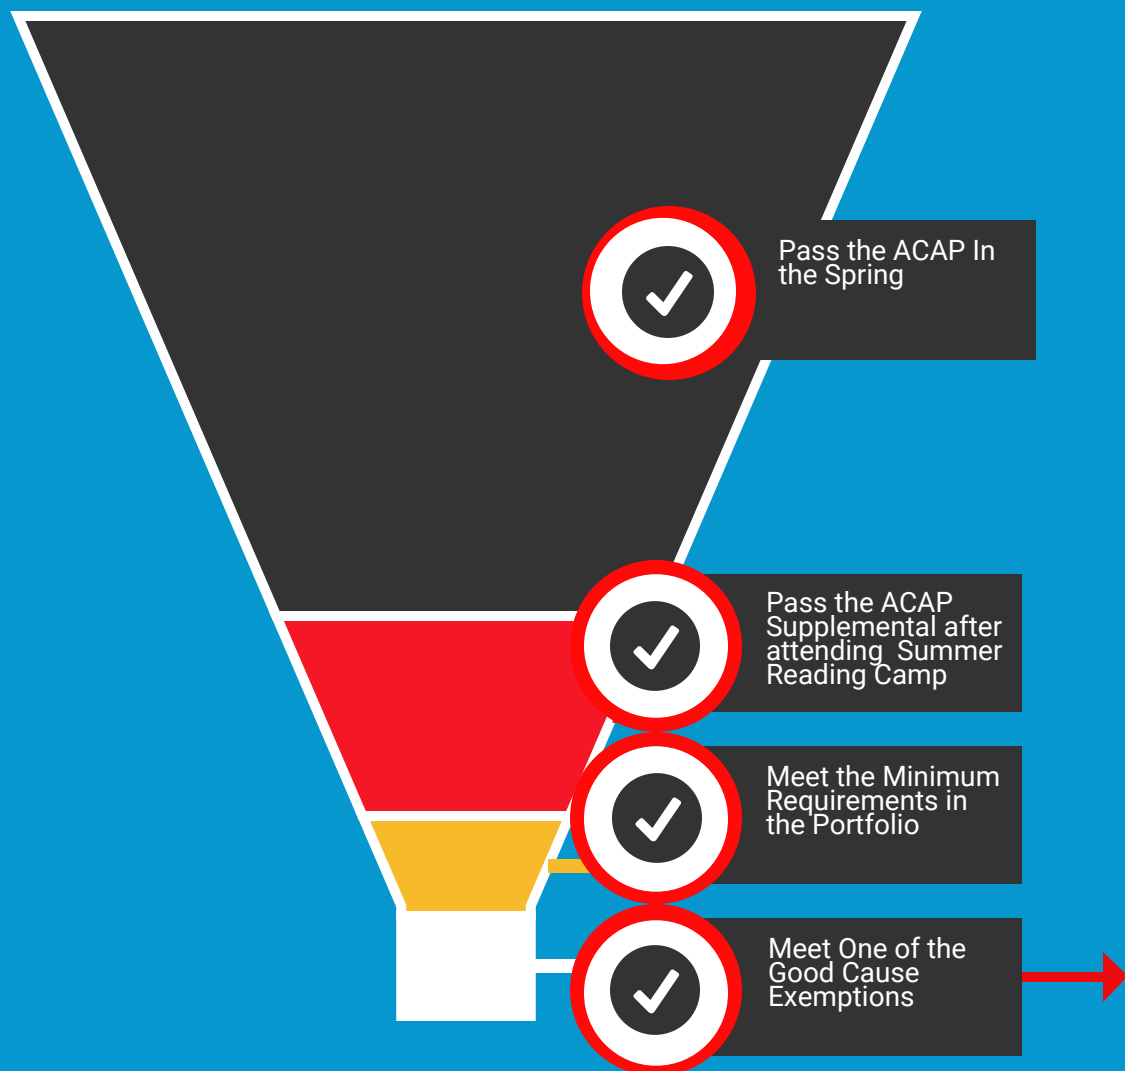 Pass the ACAP In
the Spring
Pass the ACAP
Supplemental after
attending  Summer
Reading Camp
Meet the Minimum
Requirements in
the Portfolio
Meet One of the
Good Cause
Exemptions